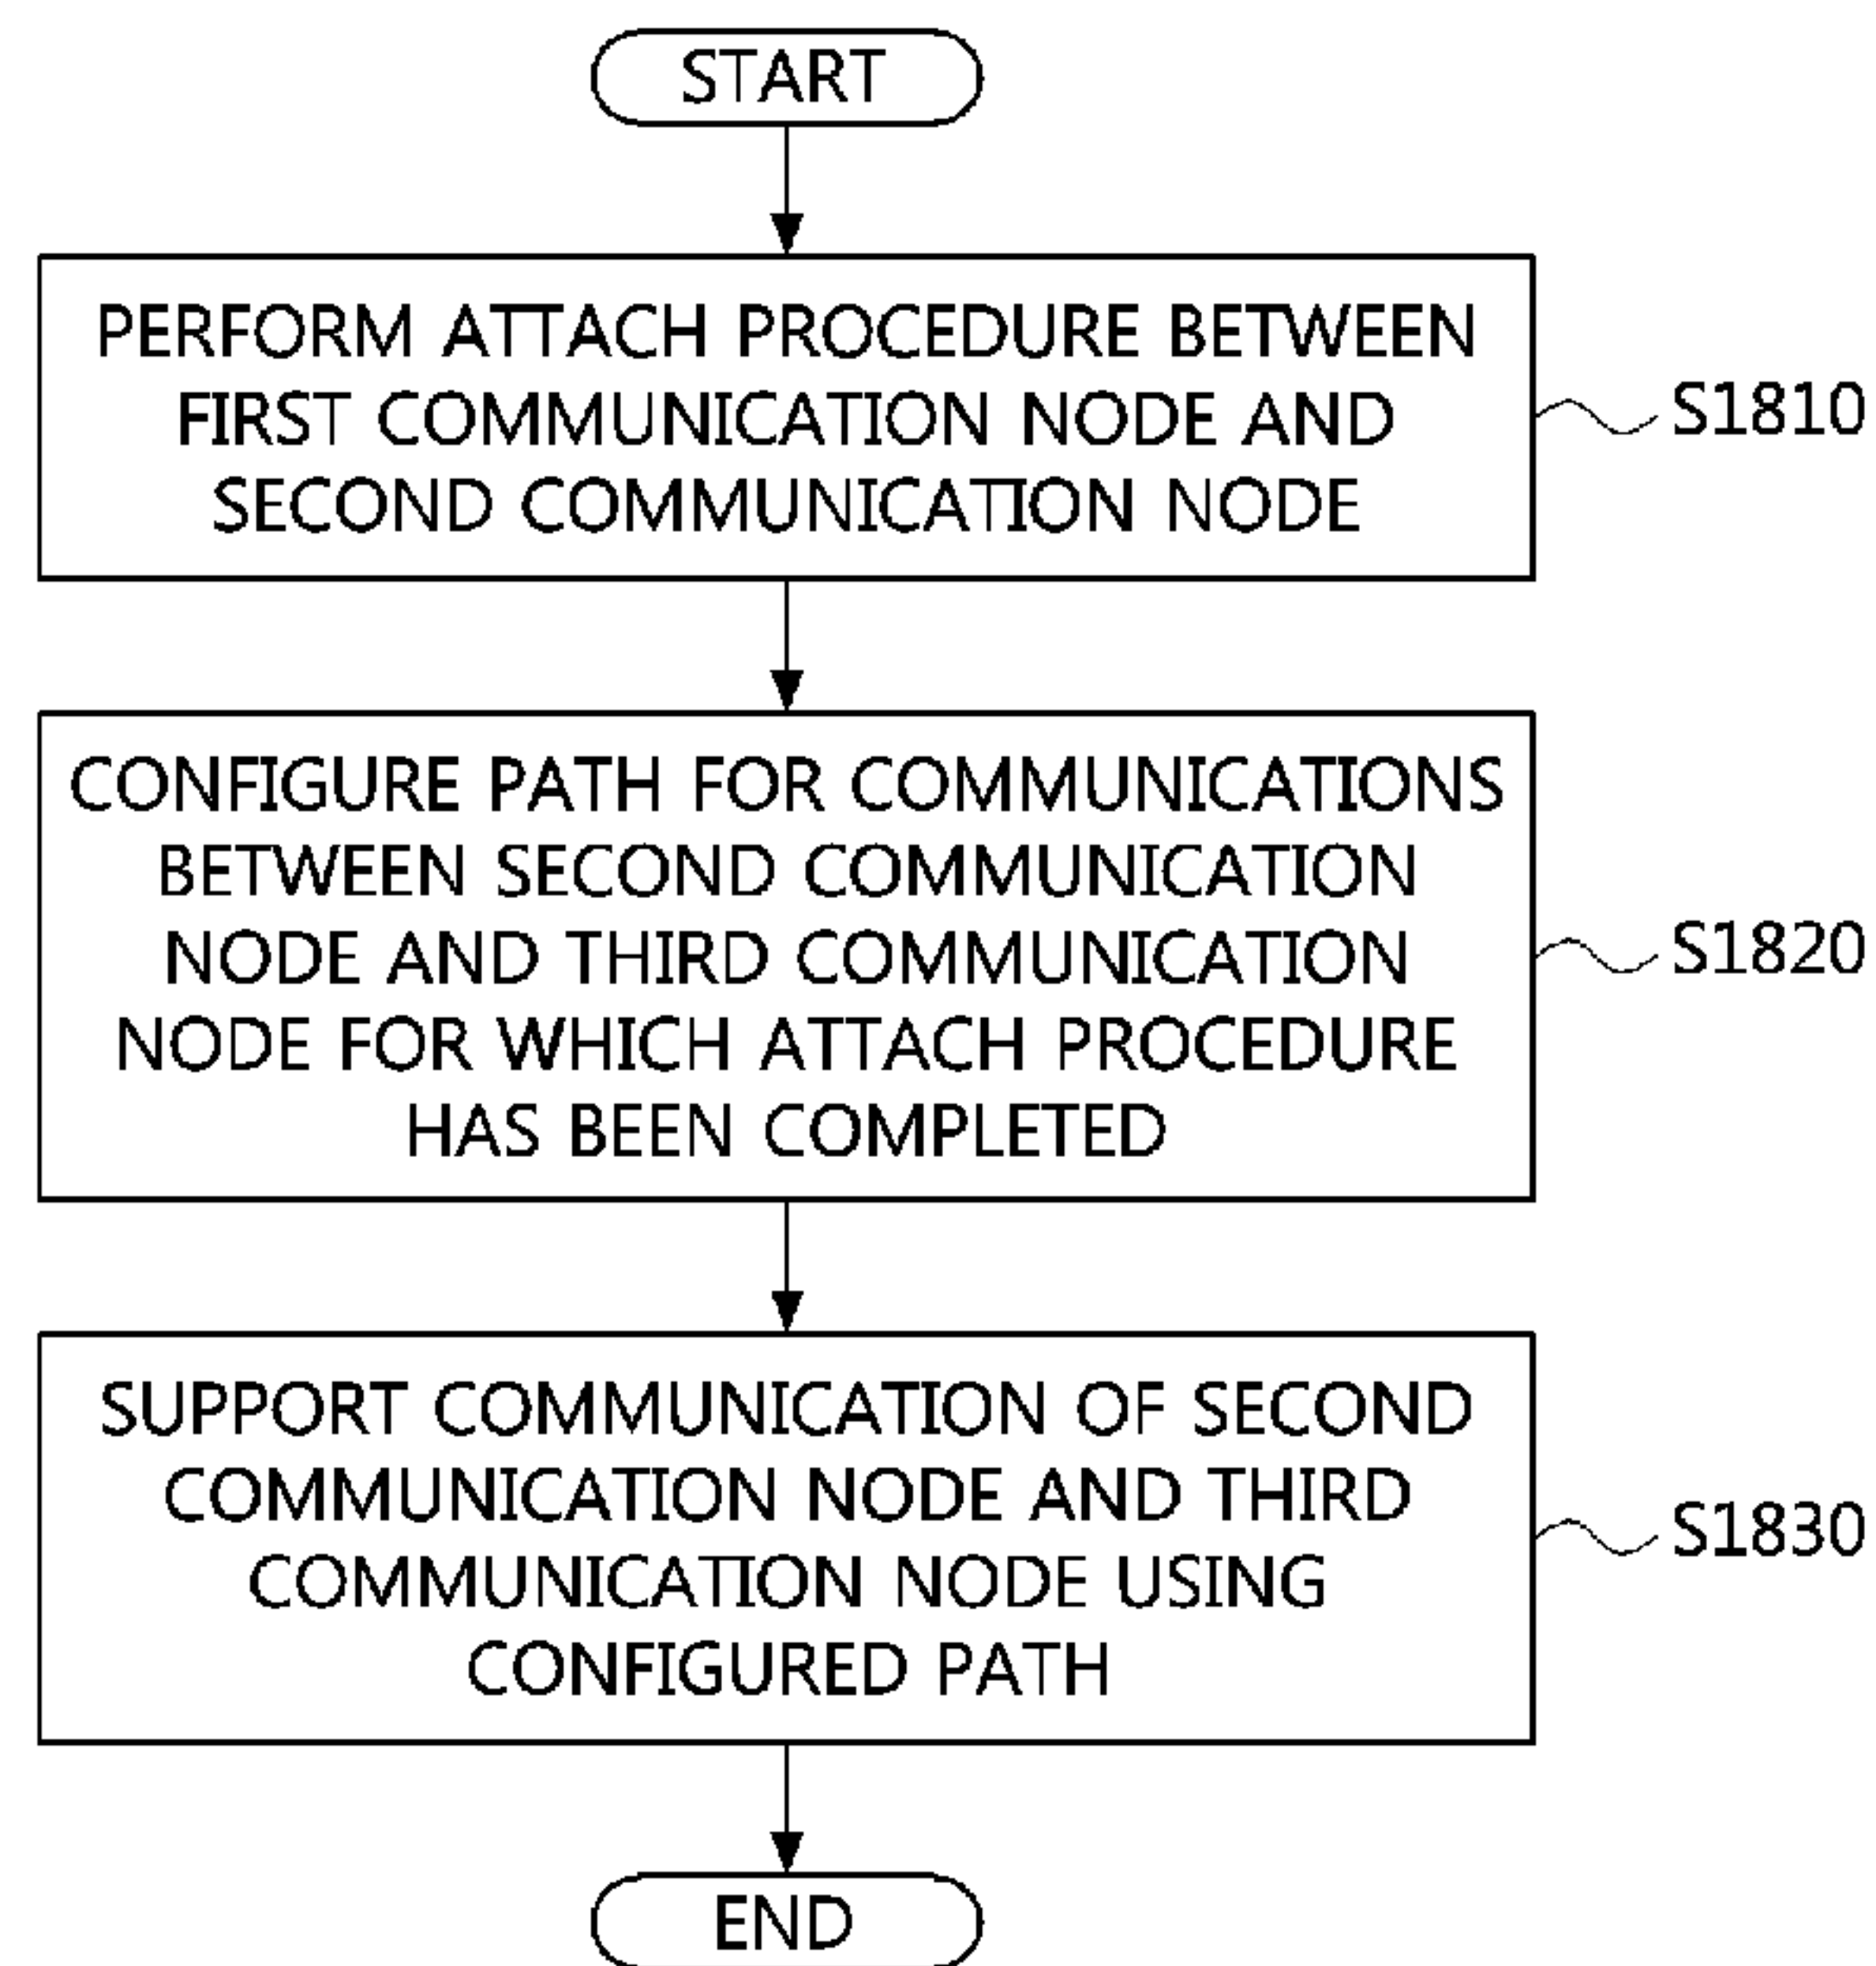 START
PERFORM ATTACH PROCEDURE BETWEEN
FIRST COMMUNICATION NODE AND
SECOND COMMUNICATION NODE
S1810
CONFIGURE PATH FOR COMMUNICATIONS
BETWEEN SECOND COMMUNICATION
NODE AND THIRD COMMUNICATION
NODE FOR WHICH ATTACH PROCEDURE
HAS BEEN COMPLETED
S1820
SUPPORT COMMUNICATION OF SECOND
COMMUNICATION NODE AND THIRD
COMMUNICATION NODE USING
CONFIGURED PATH
S1830
END